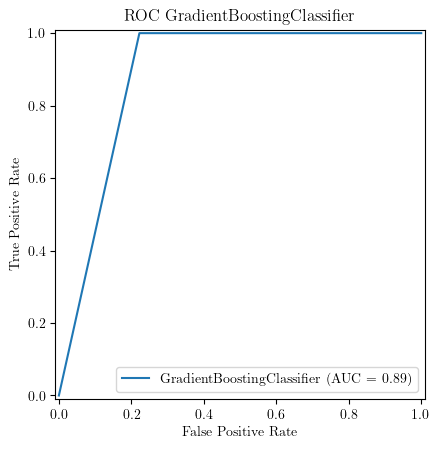 ROC GradientBoostingClassifier
1.0
0.8
0.6
0.4
0.2
0.0
True Positive Rate
GradientBoostingClassifier (AUC = 0.89)
0.0 0.2 0.4 0.6 0.8 1.0
False Positive Rate